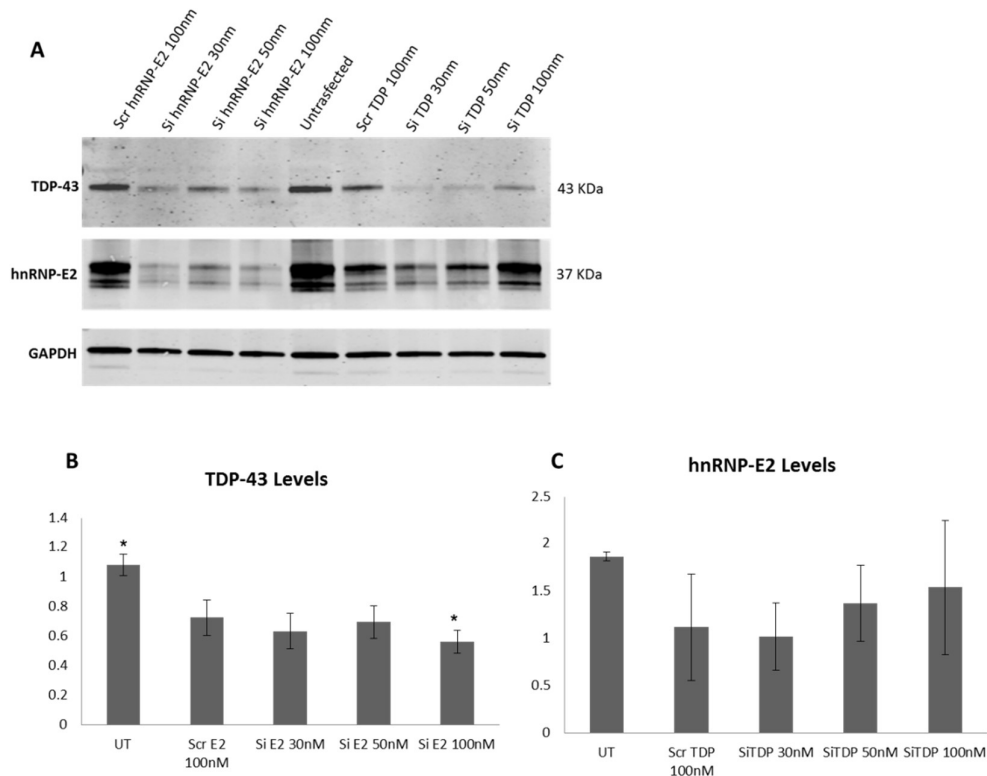 A
Scr hnRNP-E2 100nm
Si hnRNP-E2 30nm
Si hnRNP-E2 50nm
Si hnRNP-E2 100nm
Untrasfected
Scr TDP 100nm
Si TDP 30nm
Si TDP 50nm
Si TDP 100nm
TDP-43
43 KDa
hnRNP-E2
37 KDa
GAPDH
B
TDP-43 Levels
1.4
1.2
1
0.8
0.6
0.4
0.2
0
*
*
UT
Scr E2
100nM
Si E2 30nM
Si E2 50nM
Si E2 100nM
C
hnRNP-E2 Levels
2.5
2
1.5
1
0.5
0
UT
Scr TDP
100nM
SiTDP 30nM
SiTDP 50nM
SiTDP 100nM